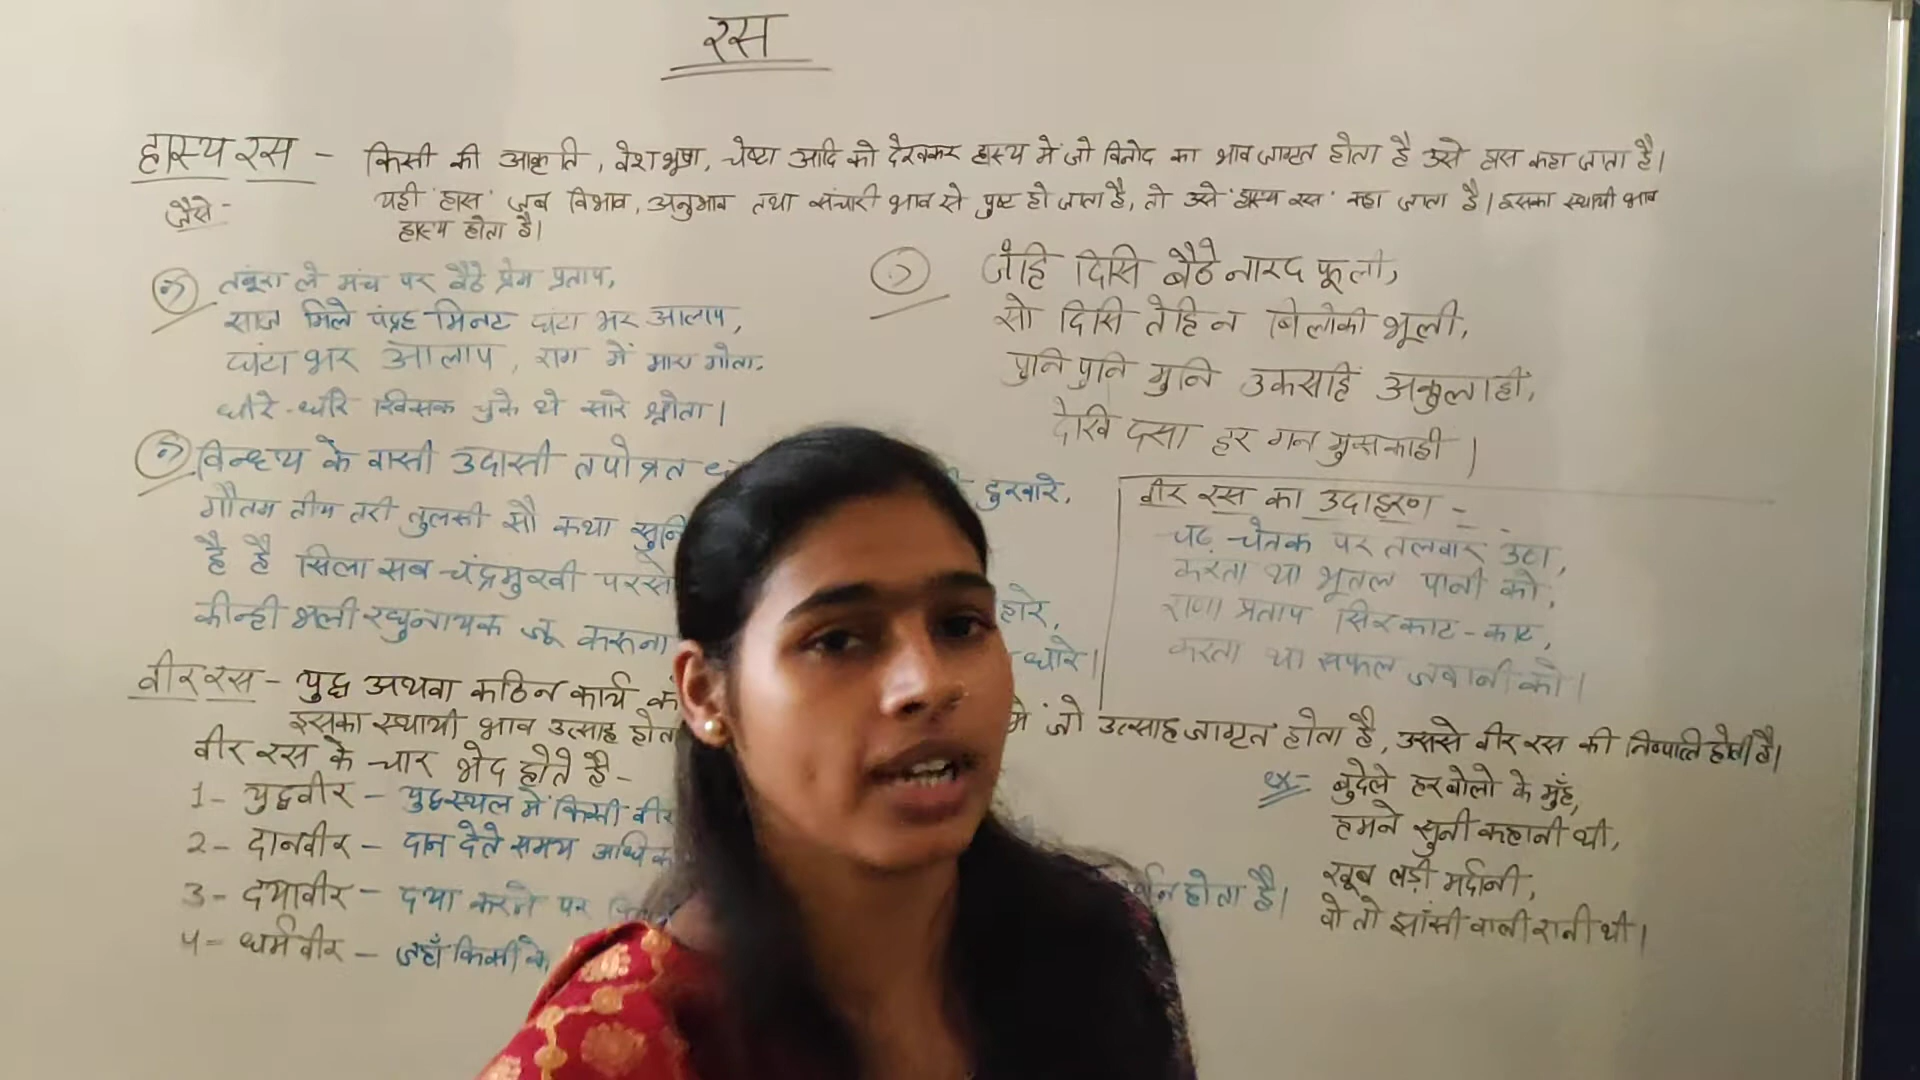 रस
हास्य रस - किसी की आकृति, वेशभूषा, चेष्टा आदि को देखकर हास्य में जो विनोद का भाव जागृत होता है उसे हास कहा जाता है।
जैसे:- यही 'हास' जब विभाव, अनुभाव तथा संचारी भाव से पुष्ट हो जाता है, तो उसे 'हास्य रस' कहा जाता है। इसका स्थायी भाव
हास्य होता है।
तंबूरा ले मंच पर बैठे प्रेम प्रताप,
साज मिले पंद्रह मिनट घंटा भर आलाप,
घंटा भर आलाप, राग में मारा गोता,
धीरे-धीरे खिसक चुके थे सारे श्रोता।
जेहि दिसि बैठे नारद फूली,
सो दिसि तेहि न बिलोकी भूली,
पुनि पुनि मुनि उकसहिं अकुलाहीं,
देखि दसा हर गन मुसकाही।
विन्ध्य के वासी उदासी तपोव्रत दुखारे,
गौतम तीय तरी तुलसी सौ कथा सुनि
है है सिला सब चंद्रमुखी परसे
कीन्ही भली रघुनायक जू करुना धारे।
वीर रस का उदाहरण -
चढ़ चेतक पर तलवार उठा,
करता था भूतल पानी को,
राणा प्रताप सिर काट-काट,
करता था सफल जवानी को।
वीर रस - युद्ध अथवा कठिन कार्य में जो उत्साह जागृत होता है, उससे वीर रस की निष्पत्ति होती है।
इसका स्थायी भाव उत्साह
वीर रस के चार भेद होते है-
1- युद्धवीर - युद्धस्थल में किसी वीर
2- दानवीर - दान देते समय
3- दयावीर - दया करने पर होता है।
4- धर्मवीर - जहाँ किसी के
ex- बुंदेले हरबोलो के मुँह,
हमने सुनी कहानी थी,
खूब लड़ी मर्दानी,
वो तो झांसी वाली रानी थी।